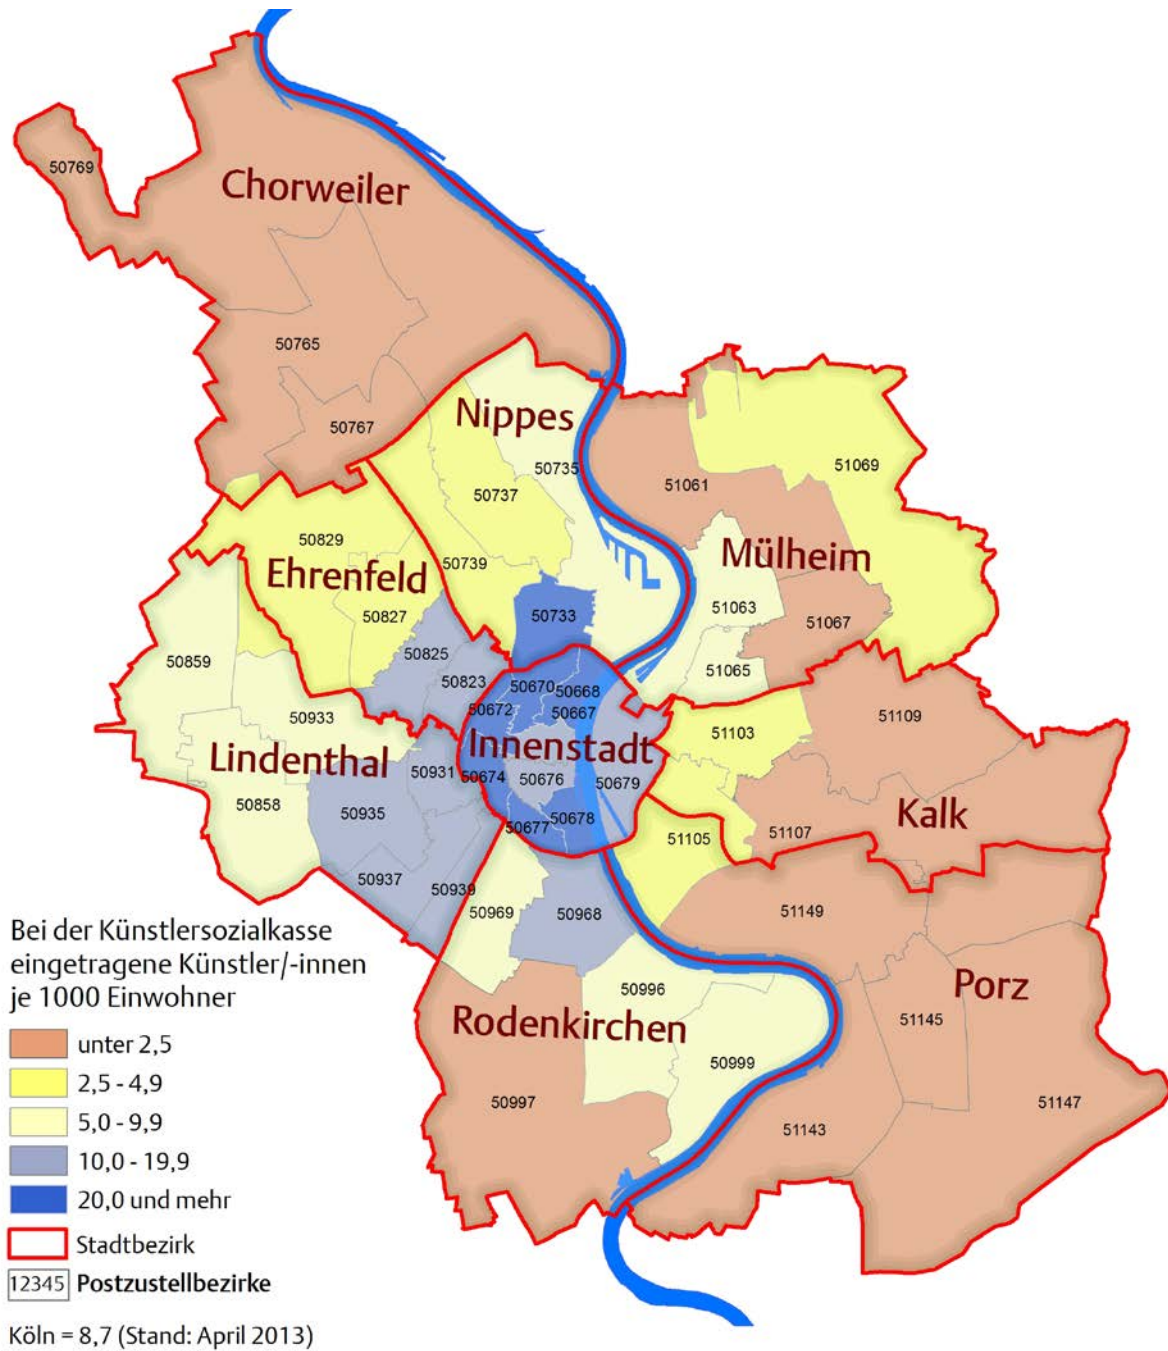 50769
Chorweiler
50765
50767
Nippes
50735
50737
50739
50733
51061
51069
Mülheim
51063
51067
51065
50829
Ehrenfeld
50827
50825
50823
50859
50933
Lindenthal
50931
50858
50935
50937
50939
50670
50668
50672
50667
Innenstadt
50674
50676
50679
50677
50678
51103
51109
Kalk
51107
51105
50969
50968
51149
Porz
51145
51147
51143
50996
Rodenkirchen
50999
50997
Bei der Künstlersozialkasse
eingetragene Künstler/-innen
je 1000 Einwohner
unter 2,5
2,5 - 4,9
5,0 - 9,9
10,0 - 19,9
20,0 und mehr
Stadtbezirk
12345 Postzustellbezirke
Köln = 8,7 (Stand: April 2013)